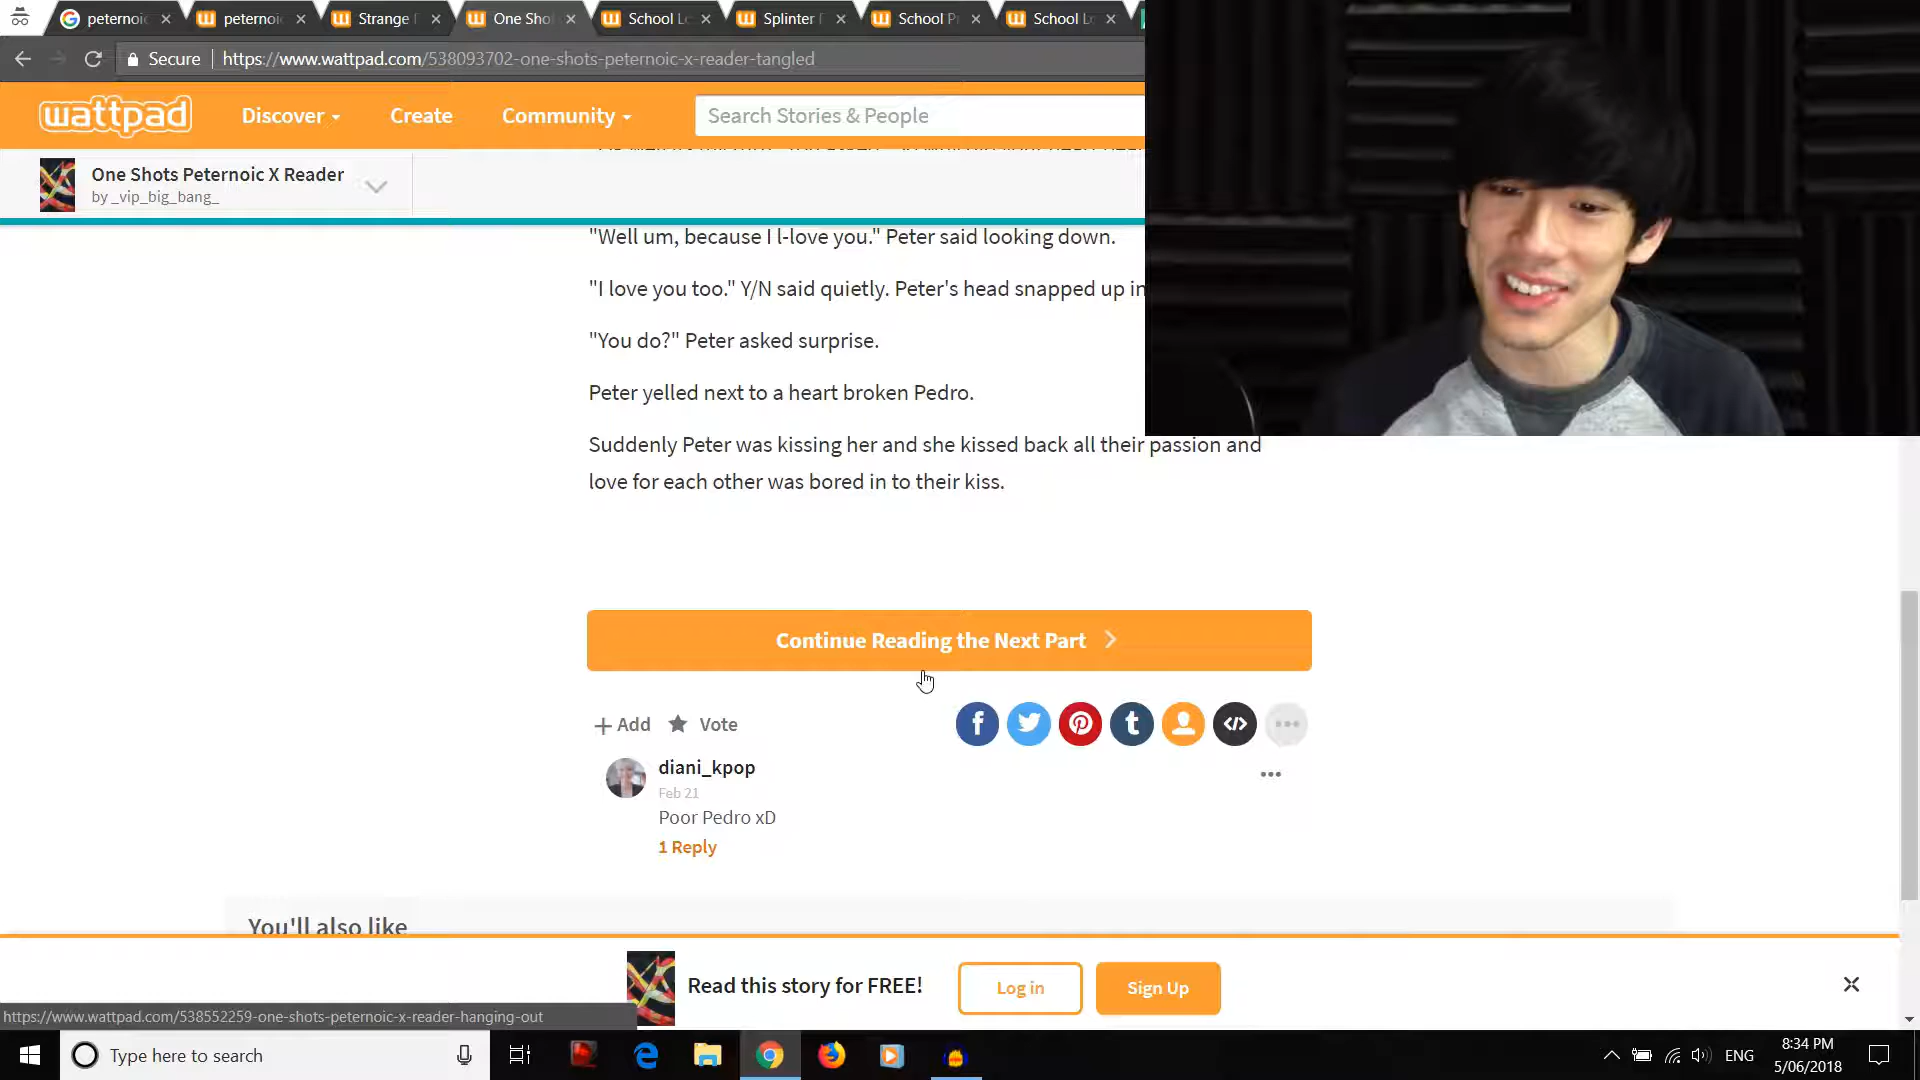 peternoic
peternoic
Strange
One Sho
School Lo
Splinter
School P
School Lo
Secure
https://www.wattpad.com/538093702-one-shots-peternoic-x-reader-tangled
wattpad
Discover
Create
Community
Search Stories & People
One Shots Peternoic X Reader
by _vip_big_bang_
"Well um, because I l-love you." Peter said looking down.
"I love you too." Y/N said quietly. Peter's head snapped up in
"You do?" Peter asked surprise.
Peter yelled next to a heart broken Pedro.
Suddenly Peter was kissing her and she kissed back all their passion and
love for each other was bored in to their kiss.
Continue Reading the Next Part
+ Add
Vote
diani_kpop
Feb 21
Poor Pedro xD
1 Reply
You'll also like
Read this story for FREE!
Log in
Sign Up
https://www.wattpad.com/538552259-one-shots-peternoic-x-reader-hanging-out
Type here to search
ENG
8:34 PM
5/06/2018